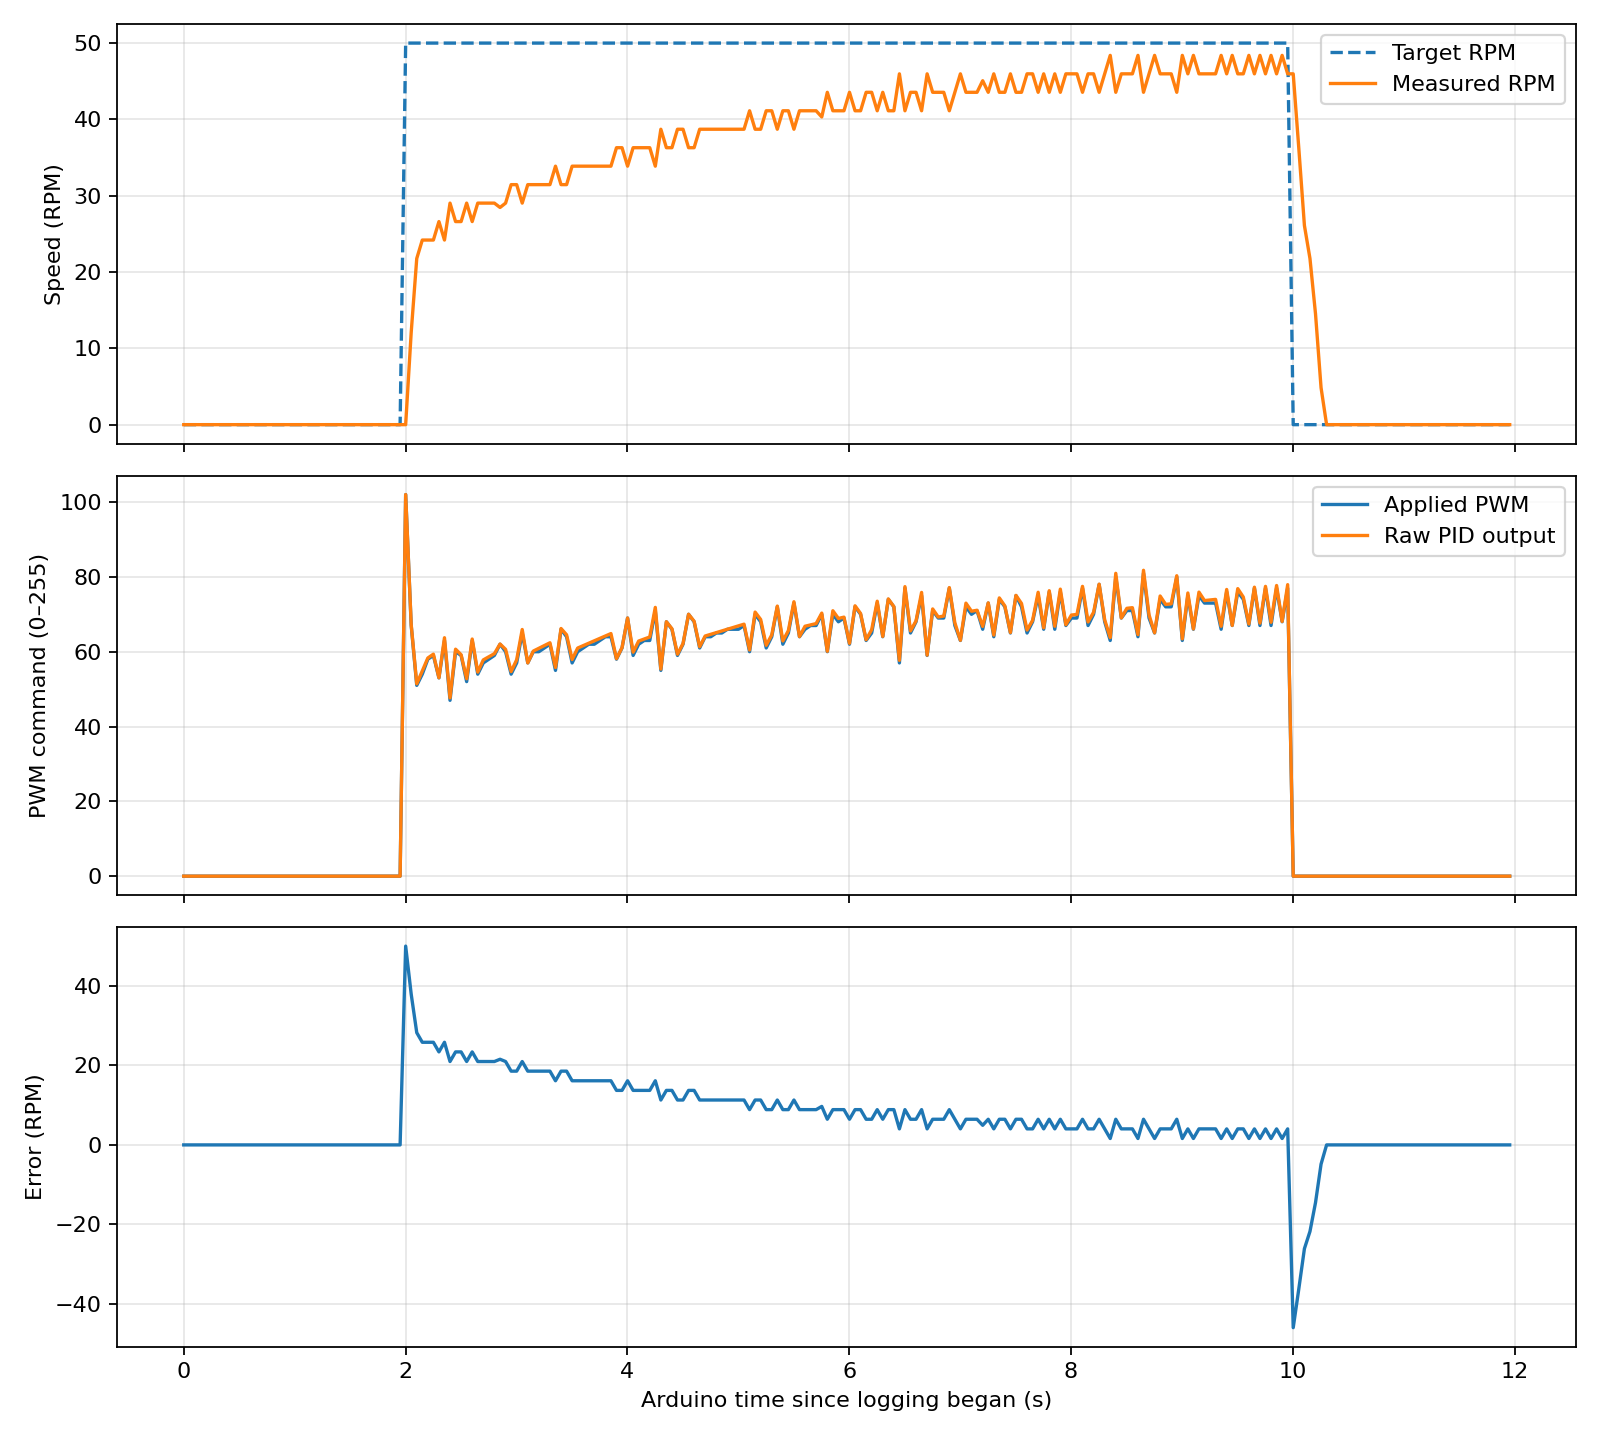 50
40
30
20
10
0
Speed (RPM)
Target RPM
Measured RPM
100
80
60
40
20
0
PWM command (0–255)
Applied PWM
Raw PID output
40
20
0
−20
−40
Error (RPM)
0 2 4 6 8 10 12
Arduino time since logging began (s)